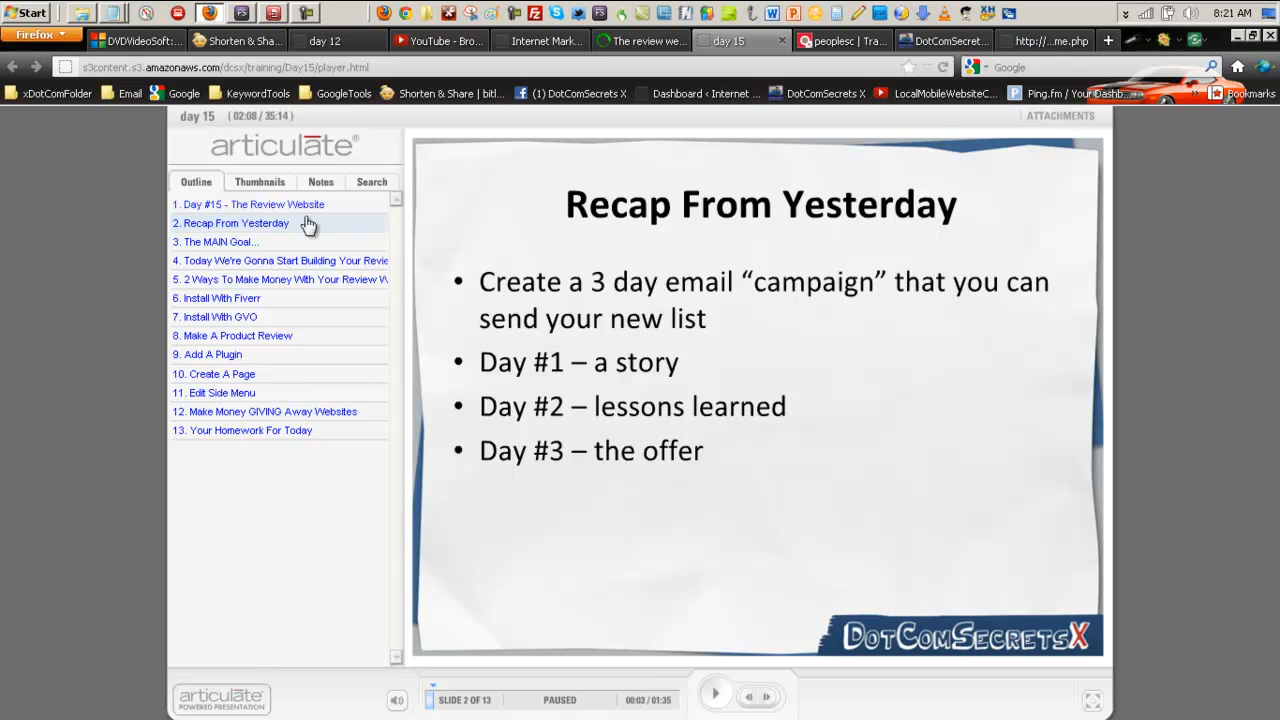 Start
8:21 AM
Firefox
DVDVideoSoft:...
Shorten & Sha...
day 12
YouTube - Bro...
Internet Mark...
The review we...
day 15
peoplesc | Tra...
DotComSecret...
http://....me.php
s3content.s3.amazonaws.com/dcsx/training/Day15/player.html
Google
xDotComFolder
Email
Google
KeywordTools
GoogleTools
Shorten & Share | bitl...
(1) DotComSecrets X
Dashboard ‹ Internet ...
DotComSecrets X
LocalMobileWebsiteC...
Ping.fm / Your Dashb...
Bookmarks
day 15 (02:08 / 35:14)
ATTACHMENTS
articulate®
Outline
Thumbnails
Notes
Search
1. Day #15 - The Review Website
2. Recap From Yesterday
3. The MAIN Goal...
4. Today We're Gonna Start Building Your Revie
5. 2 Ways To Make Money With Your Review W
6. Install With Fiverr
7. Install With GVO
8. Make A Product Review
9. Add A Plugin
10. Create A Page
11. Edit Side Menu
12. Make Money GIVING Away Websites
13. Your Homework For Today
Recap From Yesterday
• Create a 3 day email “campaign” that you can
send your new list
• Day #1 – a story
• Day #2 – lessons learned
• Day #3 – the offer
DotComSecretsX
articulate®
POWERED PRESENTATION
SLIDE 2 OF 13
PAUSED
00:03 / 01:35